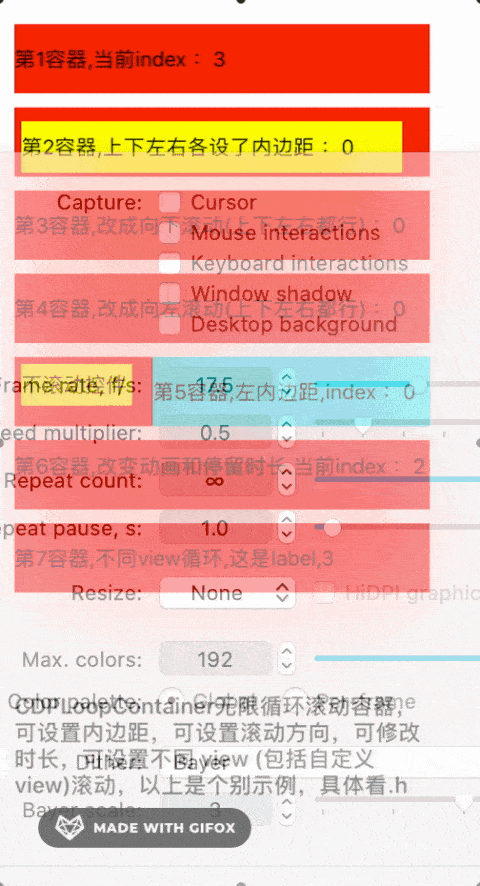 第1容器,当前index： 3
第2容器,上下左右各设了内边距： 0
Capture:
Cursor
第3容器,改成向下滚动(上下左右都行)： 0
Mouse interactions
Keyboard interactions
Window shadow
第4容器,改成向左滚动(上下左右都行)： 0
Desktop background
不滚动控件
Frame rate, f/s:
17.5
第5容器,左内边距,index： 0
eed multiplier:
0.5
第6容器,改变动画和停留时长,当前index： 2
Repeat count:
∞
epeat pause, s:
1.0
第7容器,不同view循环,这是label,3
Resize:
None
HiDPI graphic
Max. colors:
192
Color palette:
Global
Per-frame
CDPLoopContainer无限循环滚动容器，
可设置内边距，可设置滚动方向，可修改
时长，可设置不同 view (包括自定义
Dither:
Bayer
view)滚动，以上是个别示例，具体看.h
Bayer scale:
3
MADE WITH GIFOX